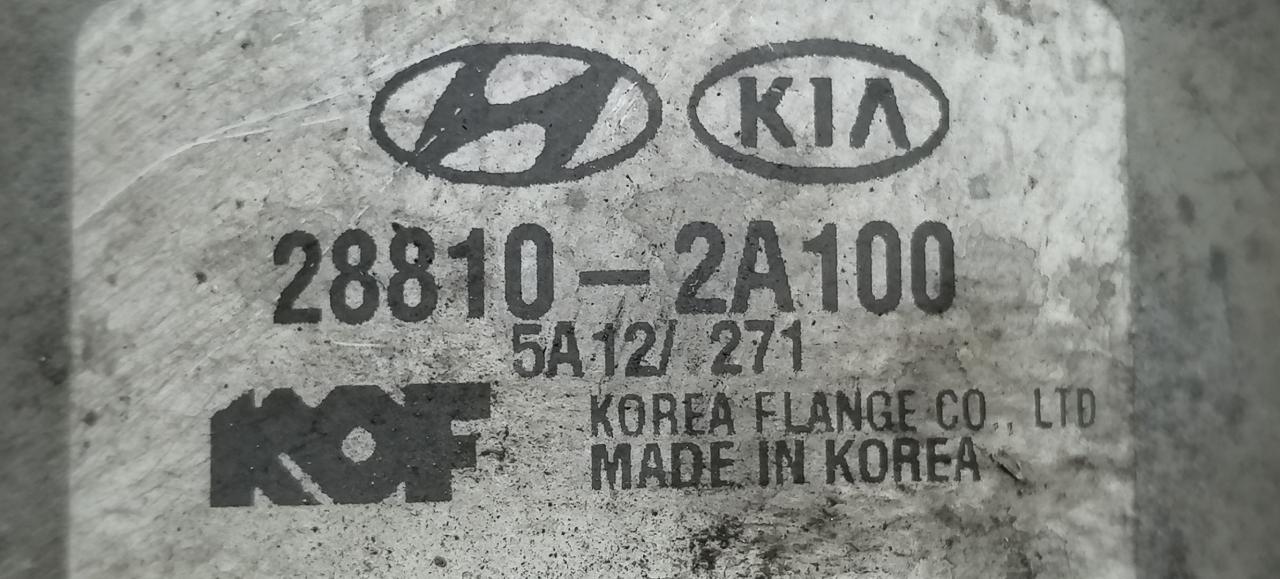 KIA
28810-2A100
5A12/ 271
KOF
KOREA FLANGE CO., LTD
MADE IN KOREA